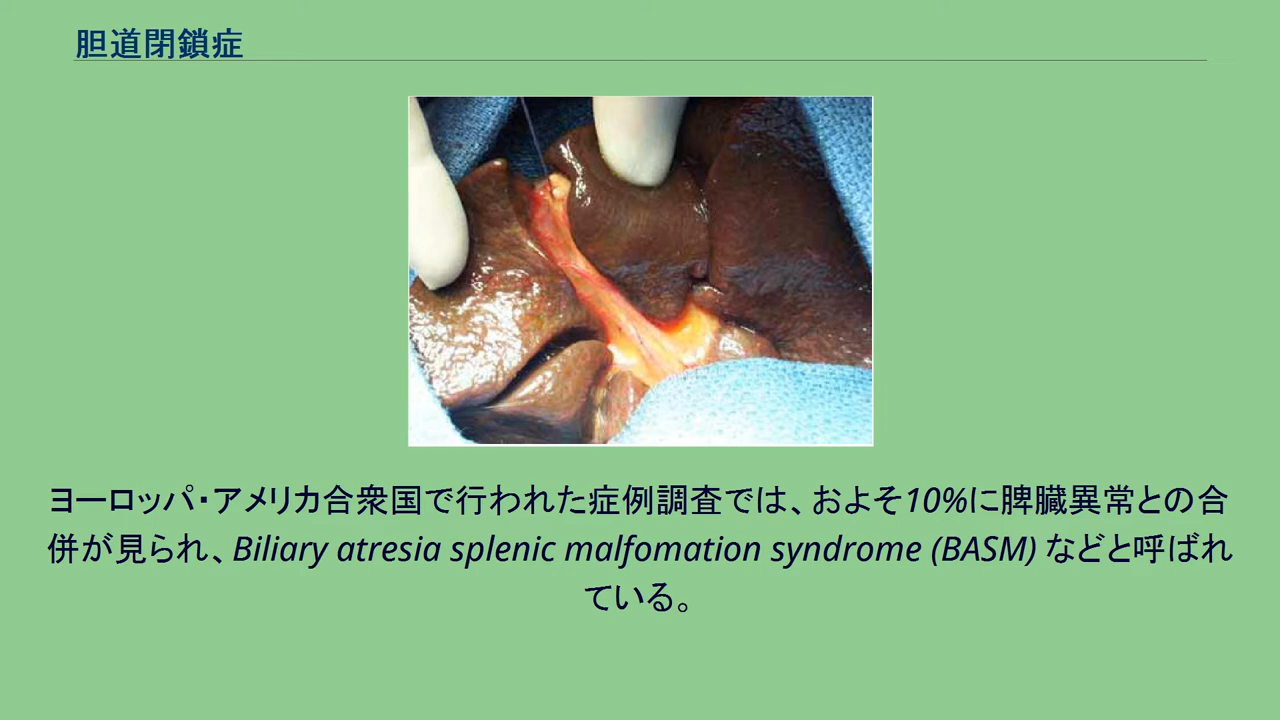 胆道閉鎖症
ヨーロッパ・アメリカ合衆国で行われた症例調査では、およそ10%に脾臓異常との合
併が見られ、Biliary atresia splenic malfomation syndrome (BASM) などと呼ばれ
ている。